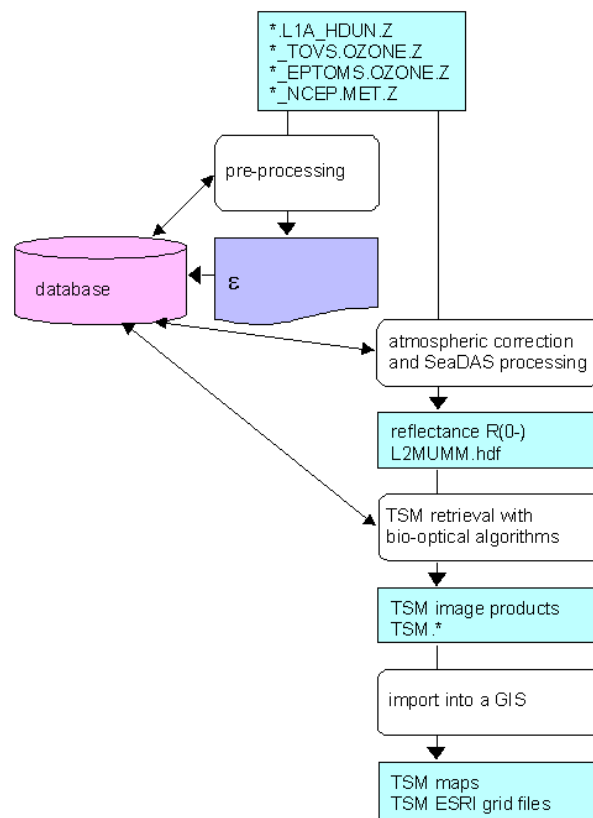 *.L1A_HDUN.Z
*_TOVS.OZONE.Z
*_EPTOMS.OZONE.Z
*_NCEP.MET.Z
pre-processing
database
ε
atmospheric correction
and SeaDAS processing
reflectance R(0-)
L2MUMM.hdf
TSM retrieval with
bio-optical algorithms
TSM image products
TSM.*
import into a GIS
TSM maps
TSM ESRI grid files